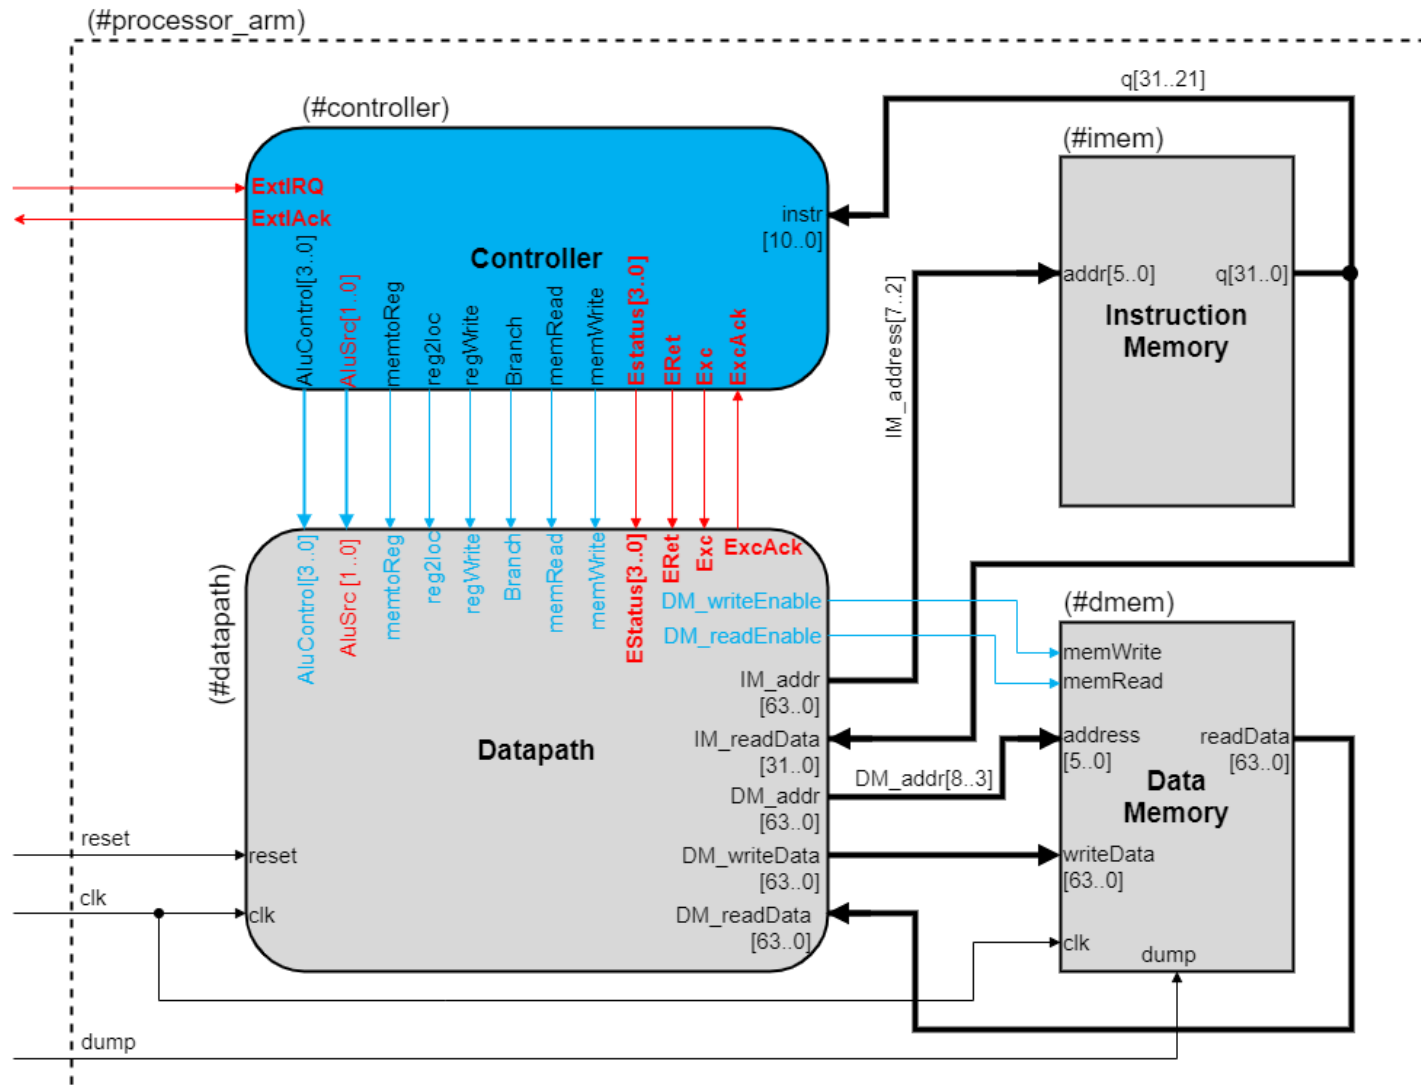 (#processor_arm)
q[31..21]
(#controller)
(#imem)
ExtIRQ
ExtIAck
instr
[10..0]
Controller
AluControl[3..0]
AluSrc[1..0]
memtoReg
reg2loc
regWrite
Branch
memRead
memWrite
Estatus[3..0]
ERet
Exc
ExcAck
IM_address[7..2]
addr[5..0]
q[31..0]
Instruction
Memory
(#datapath)
AluControl[3..0]
AluSrc [1..0]
memtoReg
reg2loc
regWrite
Branch
memRead
memWrite
EStatus[3..0]
ERet
Exc
ExcAck
DM_writeEnable
DM_readEnable
(#dmem)
memWrite
memRead
IM_addr
[63..0]
Datapath
IM_readData
[31..0]
address
[5..0]
readData
[63..0]
DM_addr[8..3]
Data
Memory
DM_addr
[63..0]
reset
reset
DM_writeData
[63..0]
writeData
[63..0]
clk
clk
DM_readData
[63..0]
clk
dump
dump